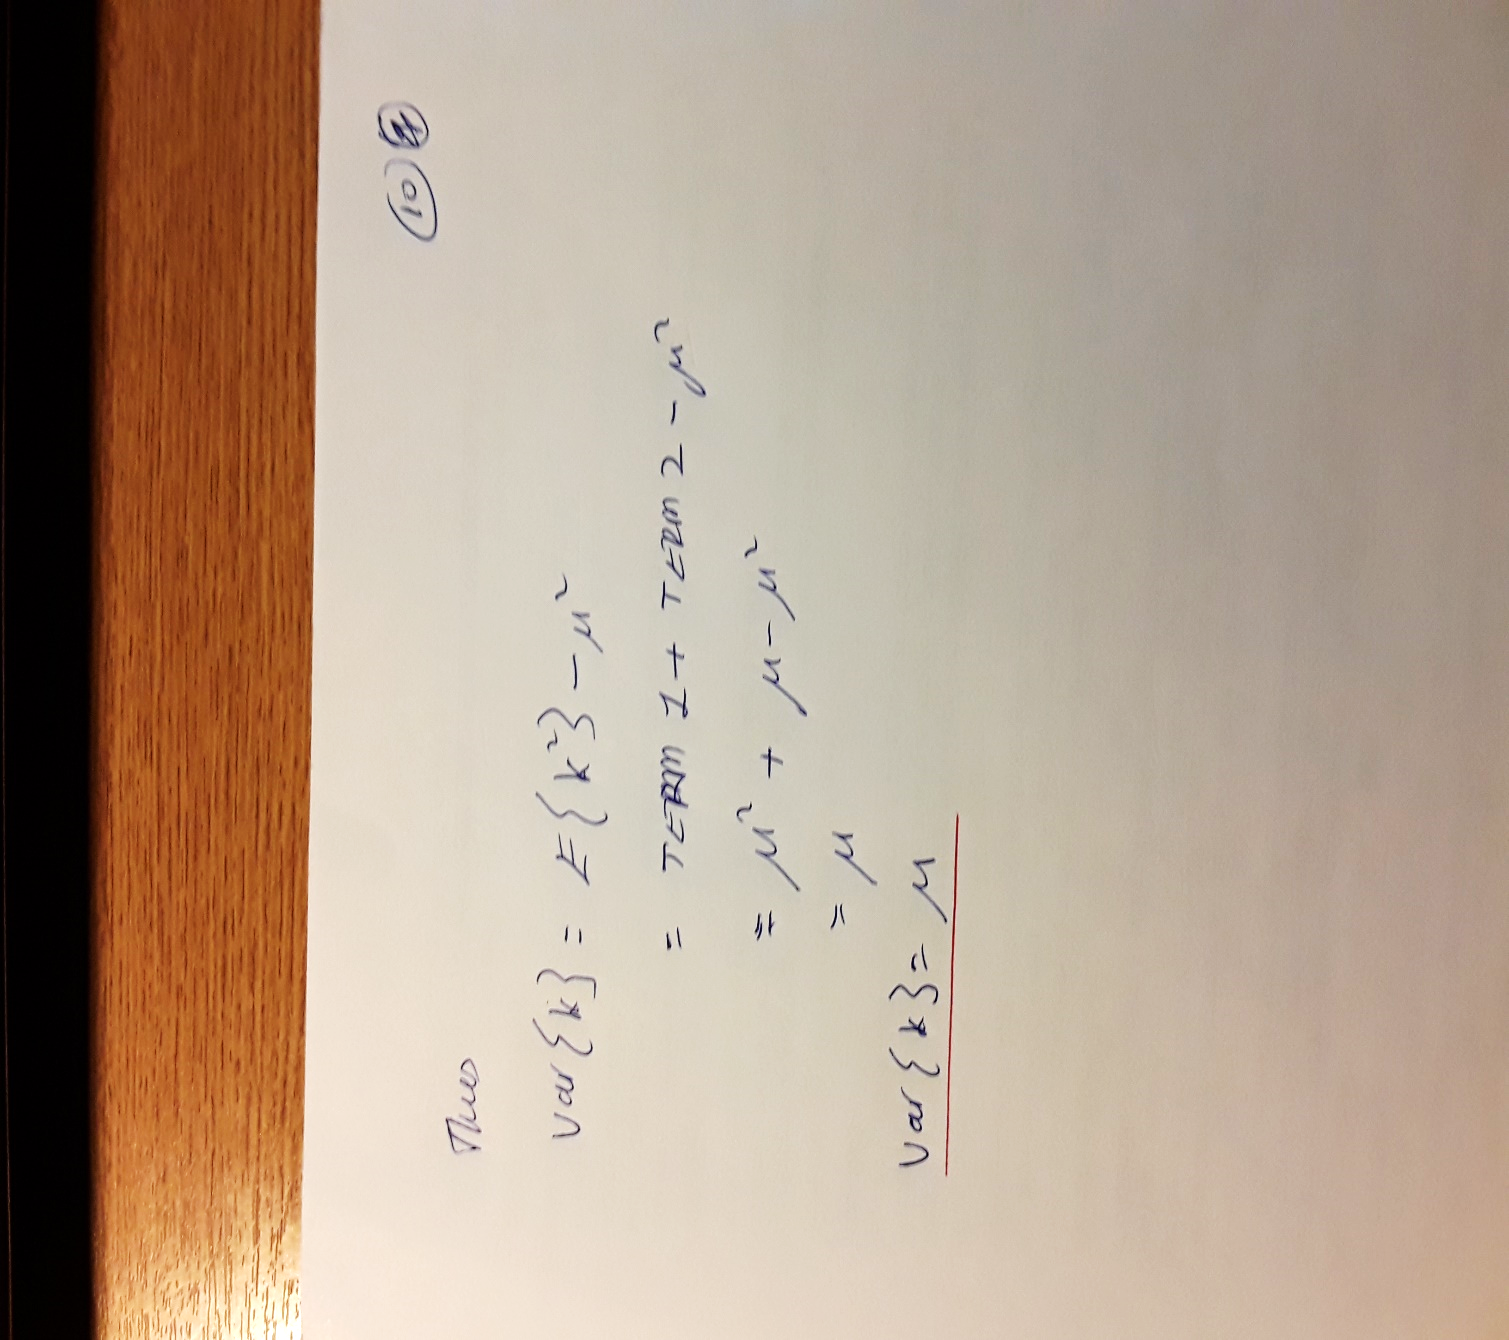 10
Thus
Var{k} = E{k²} - μ²
= TERM 1 + TERM 2 - μ²
= μ² + μ - μ²
= μ
Var{k} = μ